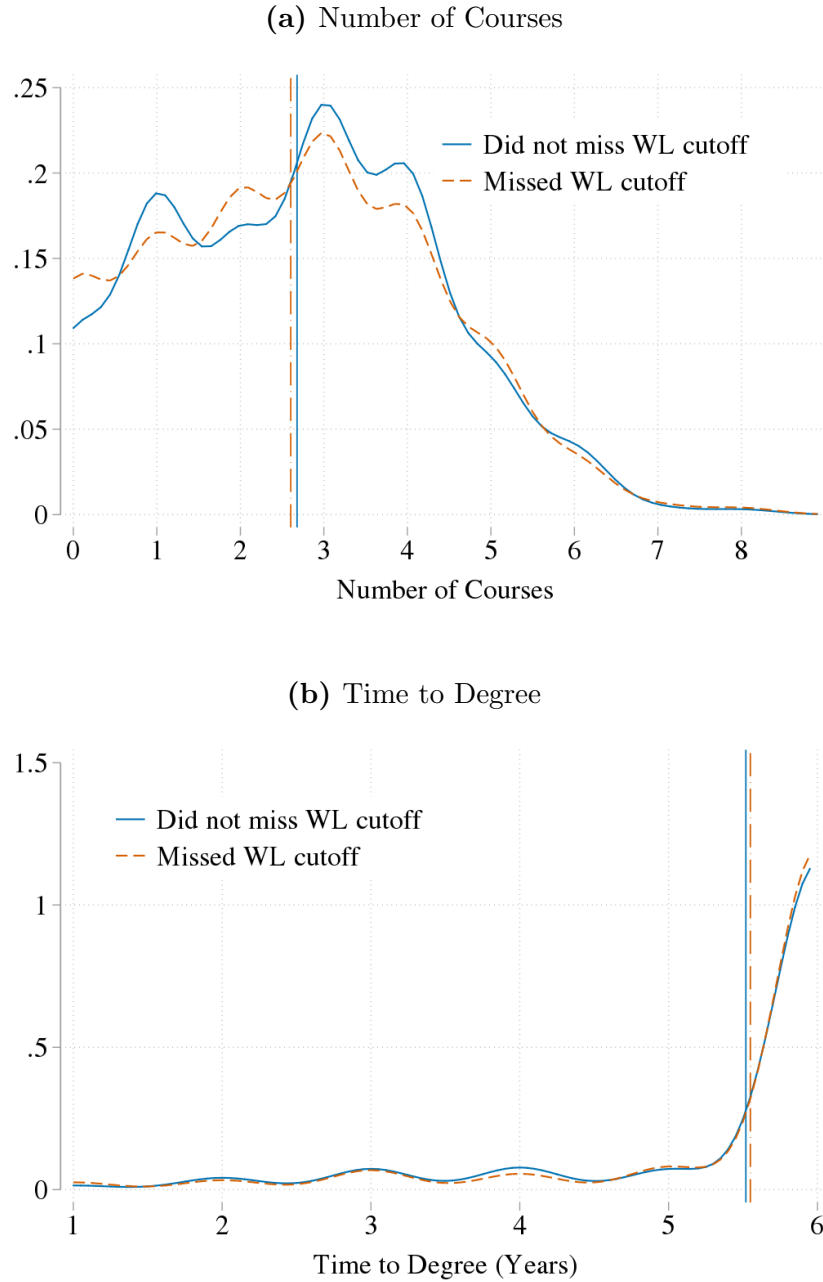 (a) Number of Courses
.25
.2
.15
.1
.05
0
Did not miss WL cutoff
Missed WL cutoff
0 1 2 3 4 5 6 7 8
Number of Courses
(b) Time to Degree
1.5
1
.5
0
Did not miss WL cutoff
Missed WL cutoff
1 2 3 4 5 6
Time to Degree (Years)